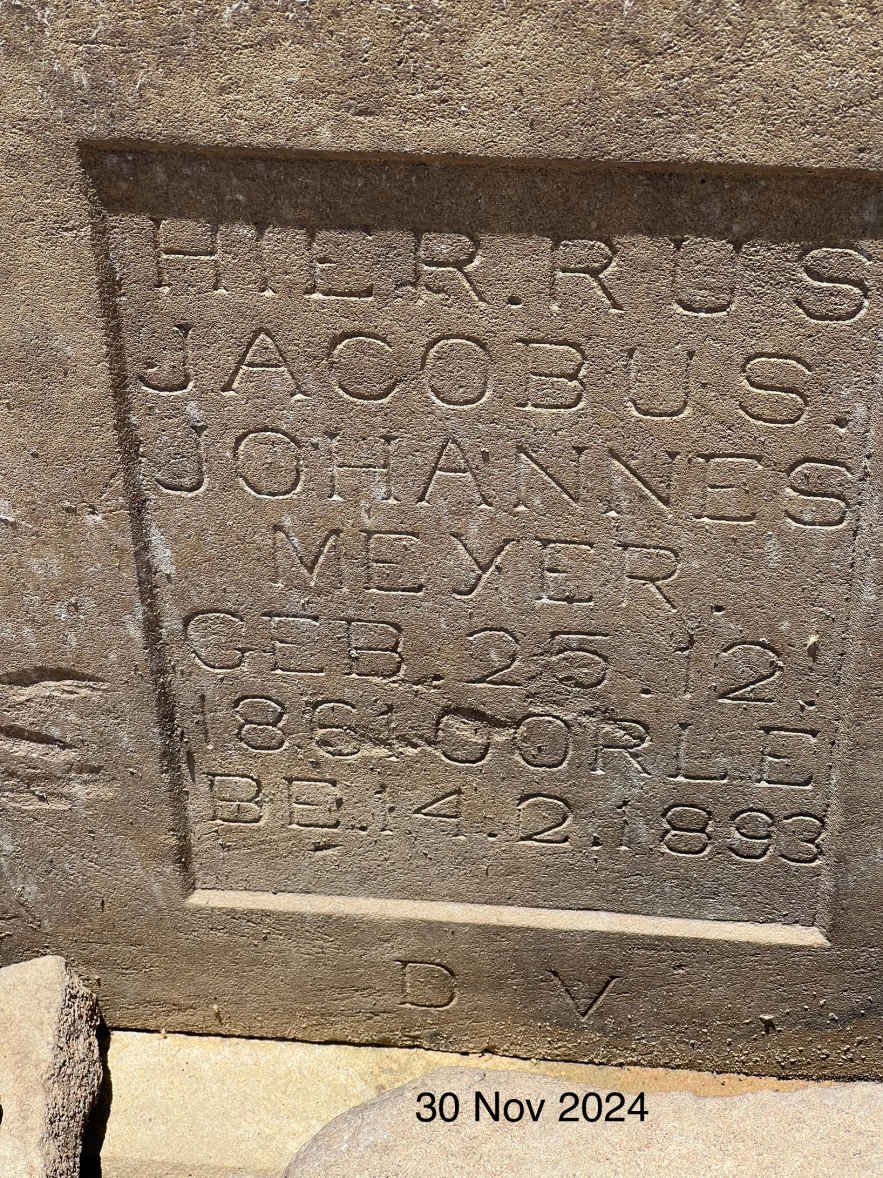 HIER.RUS
JACOBUS.
JOHANNES
MEYER.
GEB.25.12.
1861 OORLE
BE.14.2.1893
D V
30 Nov 2024